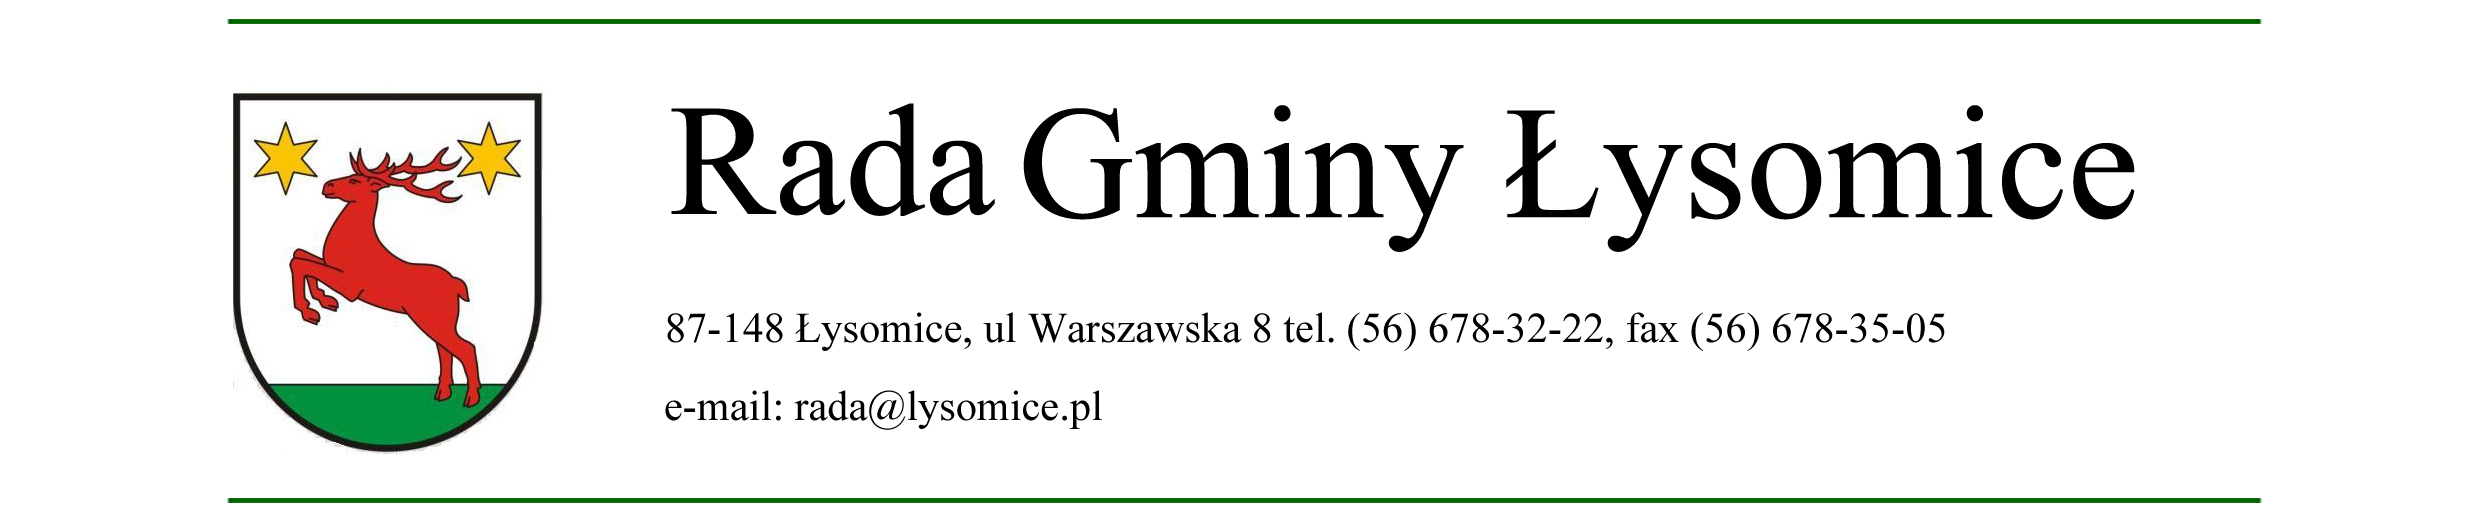 Rada Gminy Łysomice
87-148 Łysomice, ul Warszawska 8 tel. (56) 678-32-22, fax (56) 678-35-05
e-mail: rada@lysomice.pl